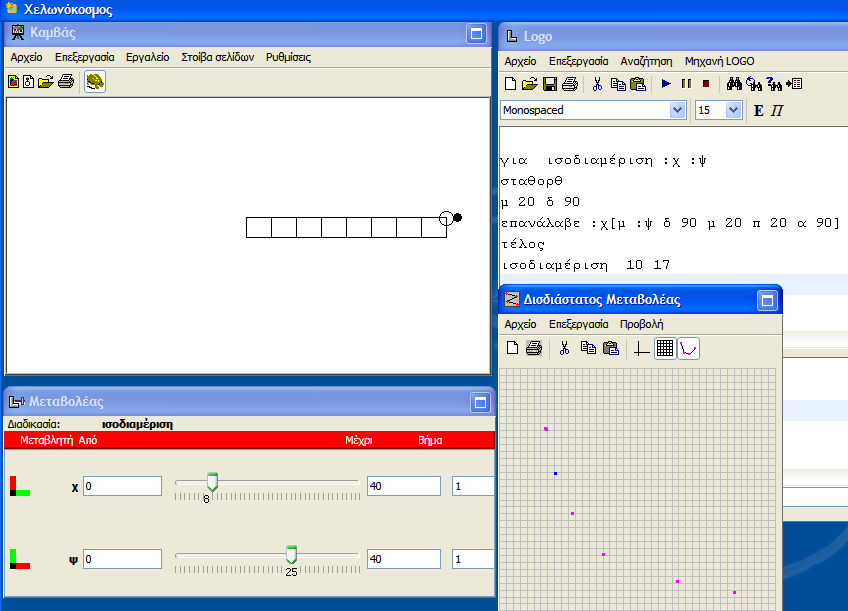 Χελωνόκοσμος
Καμβάς
Αρχείο Επεξεργασία Εργαλείο Στοίβα σελίδων Ρυθμίσεις
Logo
Αρχείο Επεξεργασία Αναζήτηση Μηχανή LOGO
Monospaced 15 Ε Π
για ισοδιαμέριση :χ :ψ
σταθορθ
μ 20 δ 90
επανάλαβε :χ[μ :ψ δ 90 μ 20 π 20 α 90]
τέλος
ισοδιαμέριση 10 17
Δισδιάστατος Μεταβολέας
Αρχείο Επεξεργασία Προβολή
Μεταβολέας
Διαδικασία: ισοδιαμέριση
Μεταβλητή Από Μέχρι Βήμα
χ 0 8 40 1
ψ 0 25 40 1